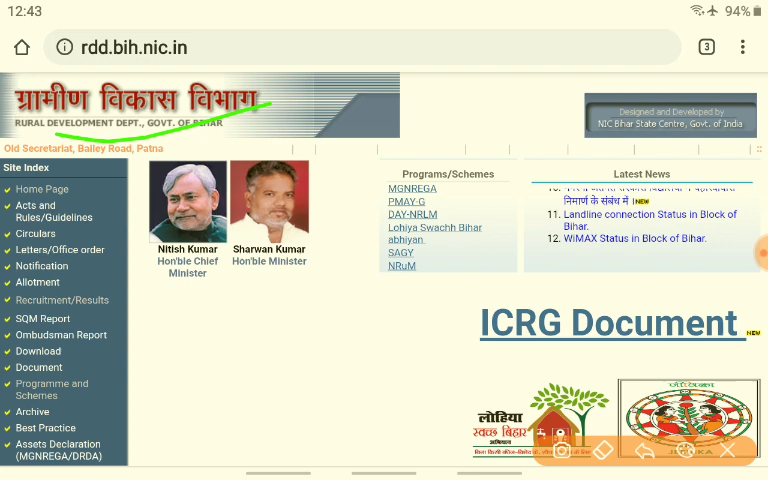 12:43
94%
rdd.bih.nic.in
3
ग्रामीण विकास विभाग
RURAL DEVELOPMENT DEPT., GOVT. OF BIHAR
Designed and Developed by
NIC Bihar State Centre, Govt. of India
Old Secretariat, Bailey Road, Patna
Site Index
Home Page
Acts and
Rules/Guidelines
Circulars
Letters/Office order
Notification
Allotment
Recruitment/Results
SQM Report
Ombudsman Report
Download
Document
Programme and
Schemes
Archive
Best Practice
Assets Declaration
(MGNREGA/DRDA)
Nitish Kumar
Hon'ble Chief
Minister
Sharwan Kumar
Hon'ble Minister
Programs/Schemes
MGNREGA
PMAY-G
DAY-NRLM
Lohiya Swachh Bihar
abhiyan
SAGY
NRuM
Latest News
निर्माण के संबंध में | NEW
11. Landline connection Status in Block of
Bihar.
12. WiMAX Status in Block of Bihar.
ICRG Document NEW
लोहिया
स्वच्छ बिहार
अभियान